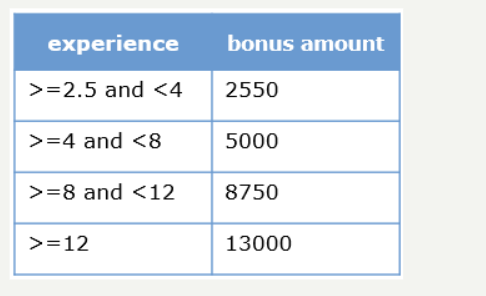 experience bonus amount
>=2.5 and <4 2550
>=4 and <8 5000
>=8 and <12 8750
>=12 13000